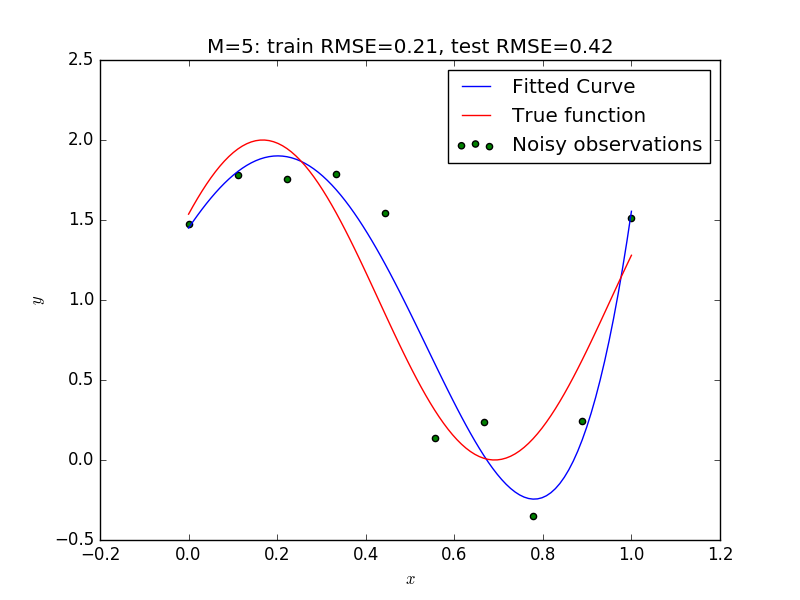 M=5: train RMSE=0.21, test RMSE=0.42
Fitted Curve
True function
Noisy observations
2.5
2.0
1.5
1.0
0.5
0.0
−0.5
−0.2 0.0 0.2 0.4 0.6 0.8 1.0 1.2
y
x